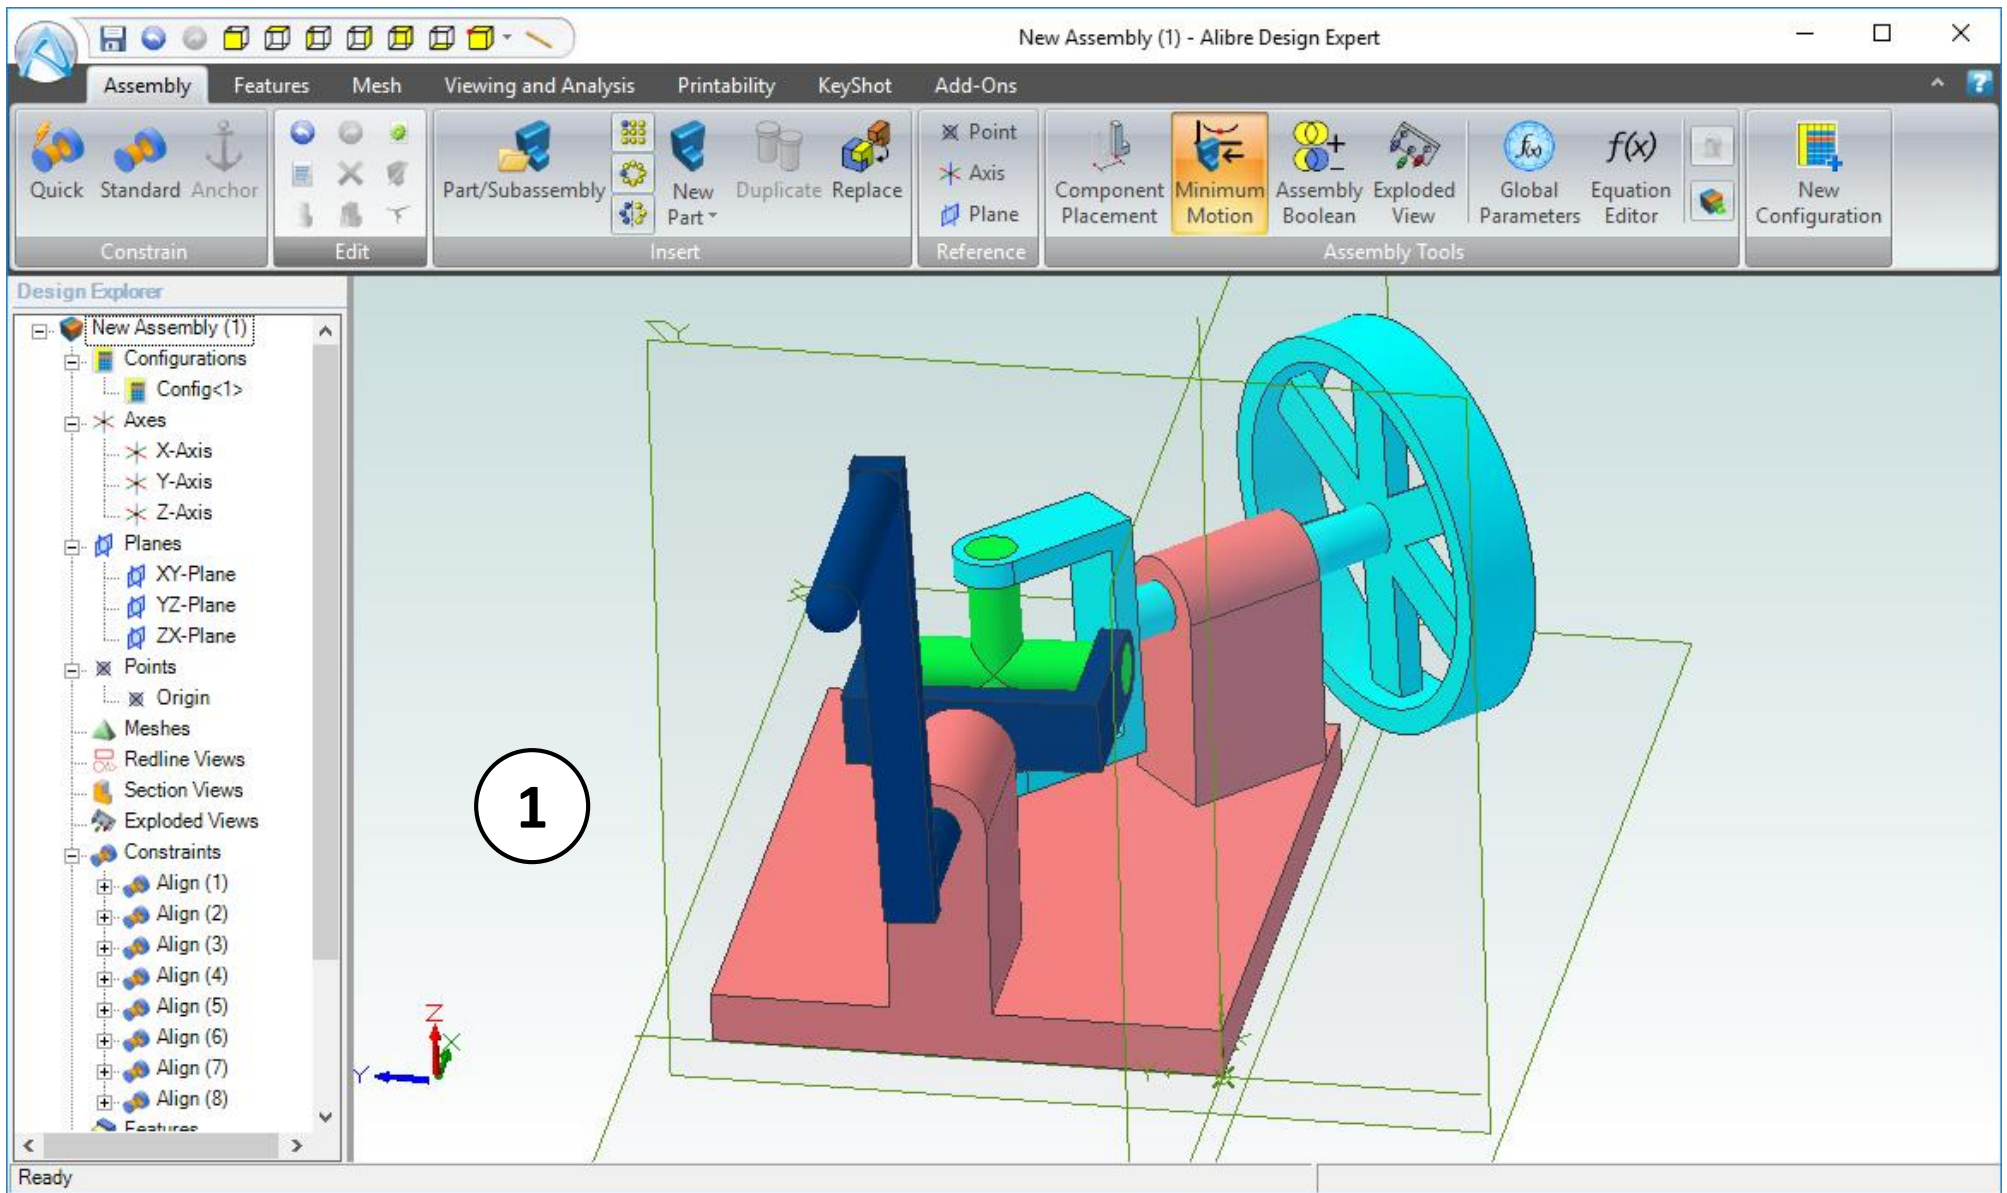 New Assembly (1) - Alibre Design Expert
Assembly Features Mesh Viewing and Analysis Printability KeyShot Add-Ons
?
Quick Standard Anchor
Constrain
Edit
Part/Subassembly New Part Duplicate Replace
Insert
Point
Axis
Plane
Reference
Component Placement
Minimum Motion
Assembly Boolean
Exploded View
f(x)
Global Parameters
f(x)
Equation Editor
Assembly Tools
New Configuration
Design Explorer
New Assembly (1)
Configurations
Config<1>
Axes
X-Axis
Y-Axis
Z-Axis
Planes
XY-Plane
YZ-Plane
ZX-Plane
Points
Origin
Meshes
Redline Views
Section Views
Exploded Views
Constraints
Align (1)
Align (2)
Align (3)
Align (4)
Align (5)
Align (6)
Align (7)
Align (8)
Features
1
Z
X
Y
Ready